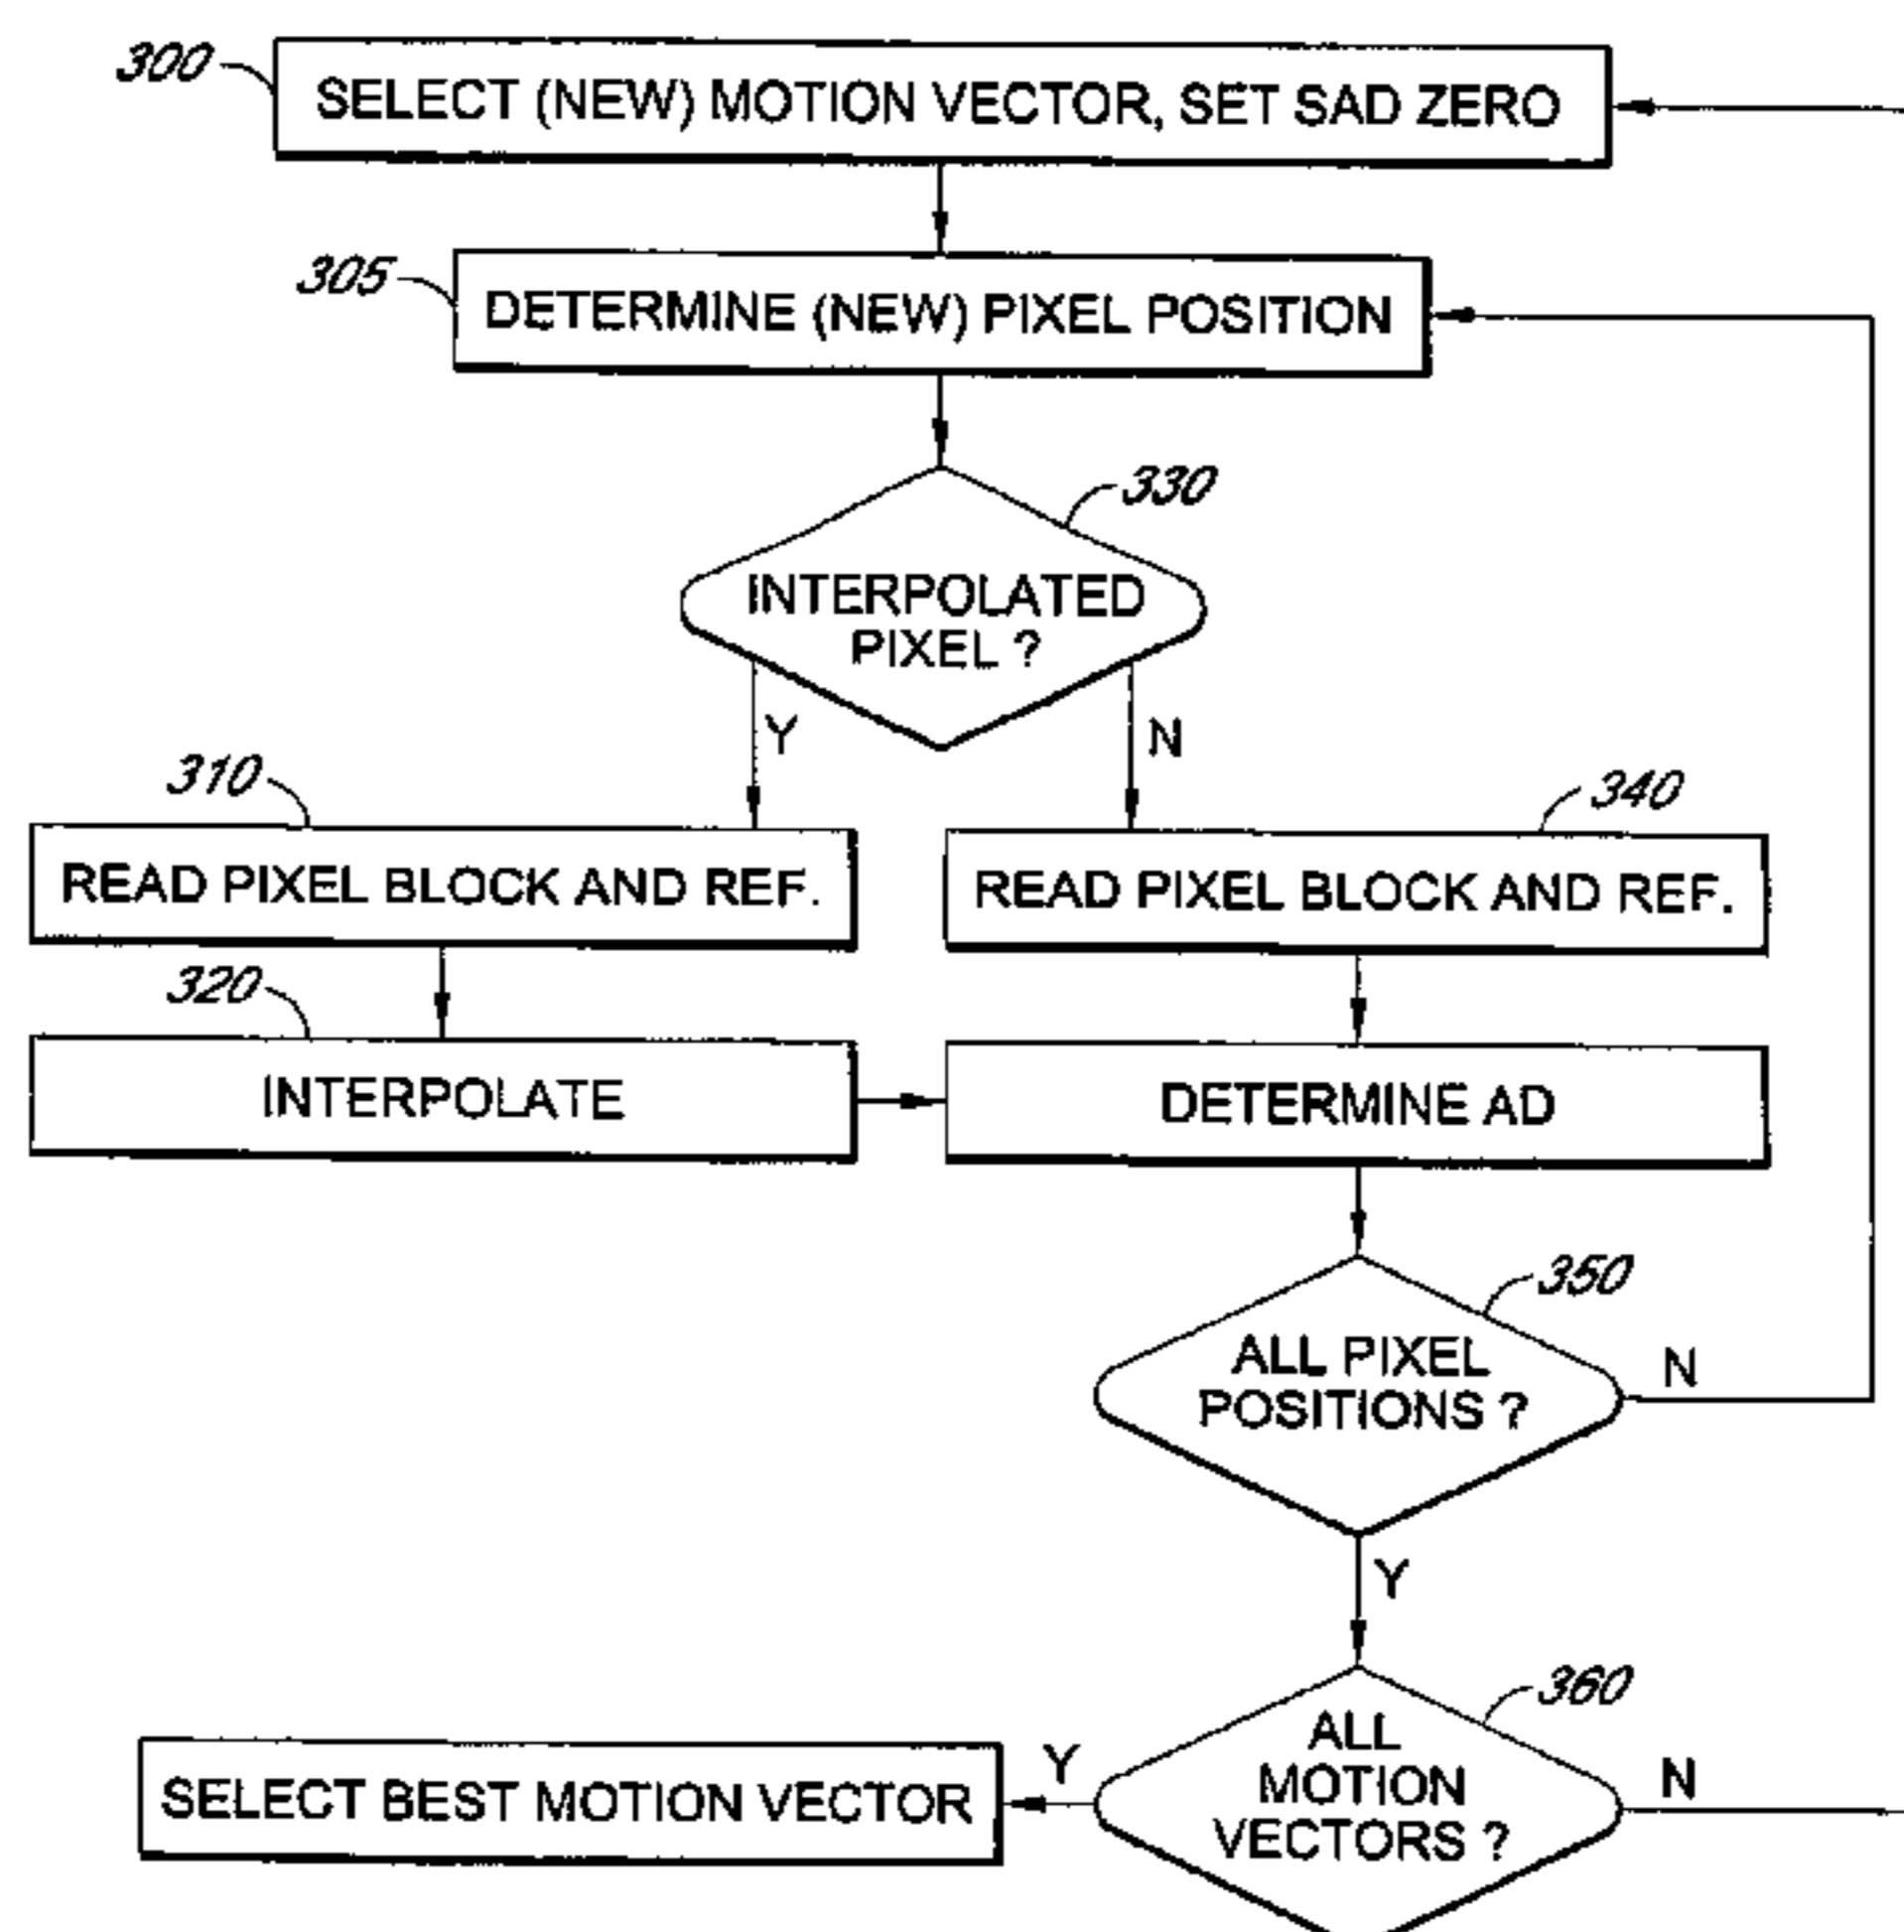 300
SELECT (NEW) MOTION VECTOR, SET SAD ZERO
305
DETERMINE (NEW) PIXEL POSITION
330
INTERPOLATED
PIXEL ?
Y
N
310
340
READ PIXEL BLOCK AND REF.
READ PIXEL BLOCK AND REF.
320
INTERPOLATE
DETERMINE AD
350
ALL PIXEL
POSITIONS ?
N
Y
360
ALL
MOTION
VECTORS ?
Y
N
SELECT BEST MOTION VECTOR